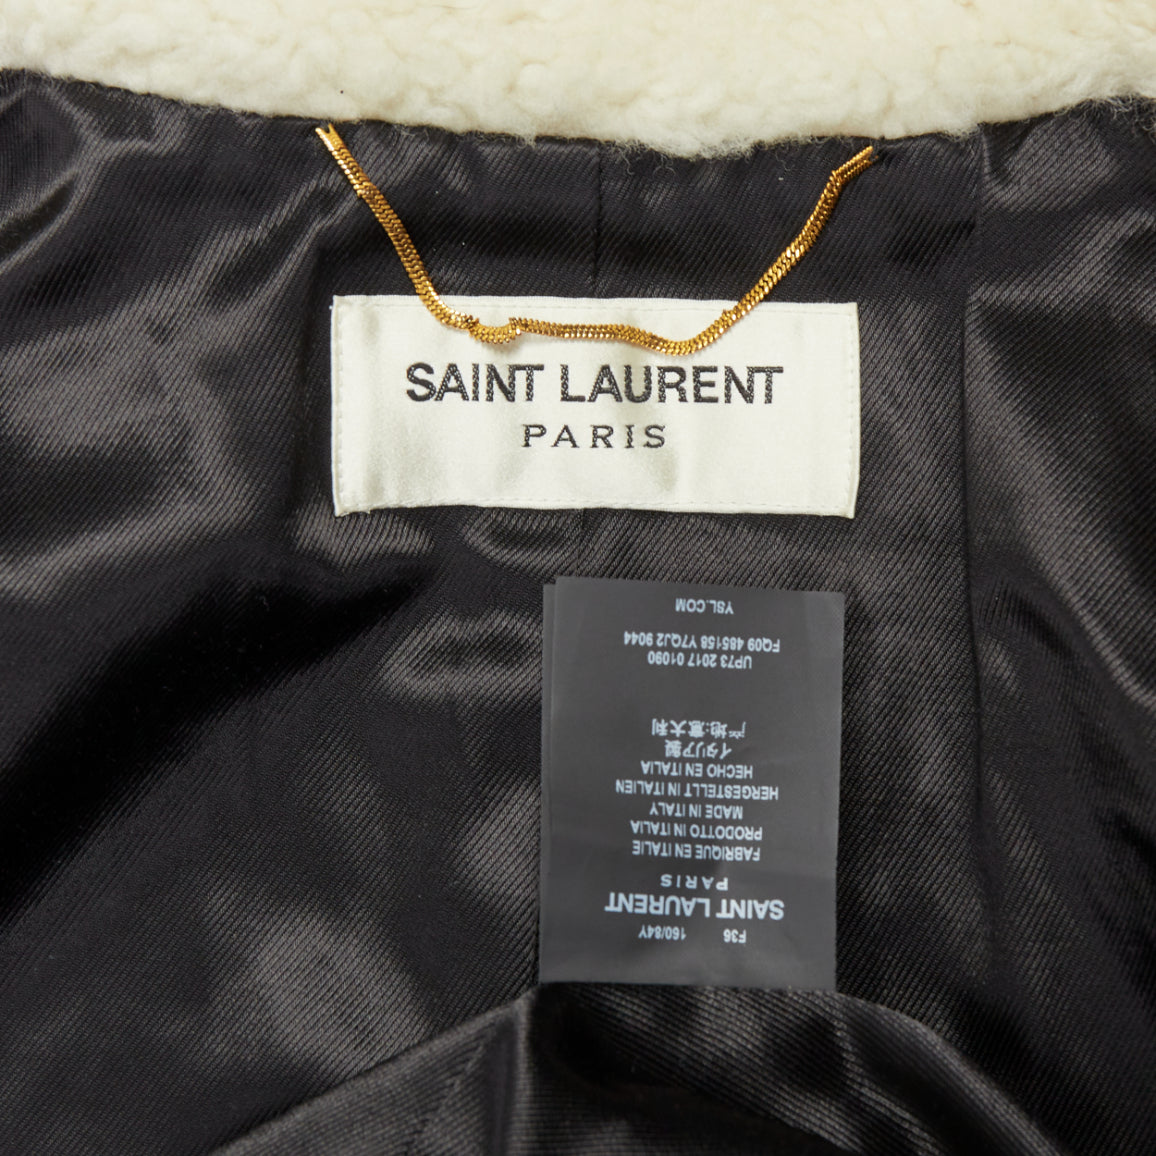 SAINT LAURENT
PARIS
F36 160/84Y
SAINT LAURENT
PARIS
FABRIQUE EN ITALIE
PRODOTTO IN ITALIA
MADE IN ITALY
HERGESTELLT IN ITALIEN
HECHO EN ITALIA
イタリア製
产地:意大利
UP73 2017 01090
FQ09 485158 Y7QJ2 9044
YSL.COM